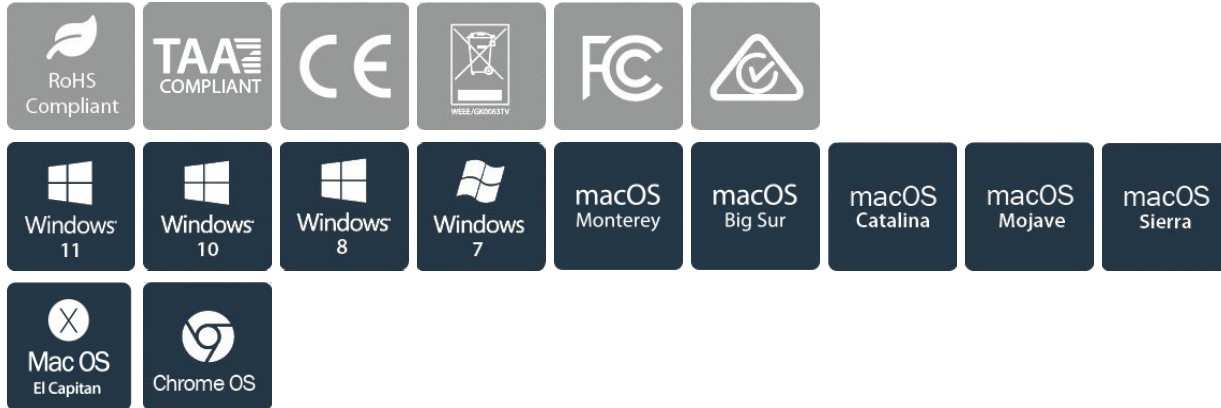 RoHS
Compliant
TAA
COMPLIANT
CE
WEEE/GK0063TV
FC
Windows
11
Windows
10
Windows
8
Windows
7
macOS
Monterey
macOS
Big Sur
macOS
Catalina
macOS
Mojave
macOS
Sierra
X
Mac OS
El Capitan
Chrome OS